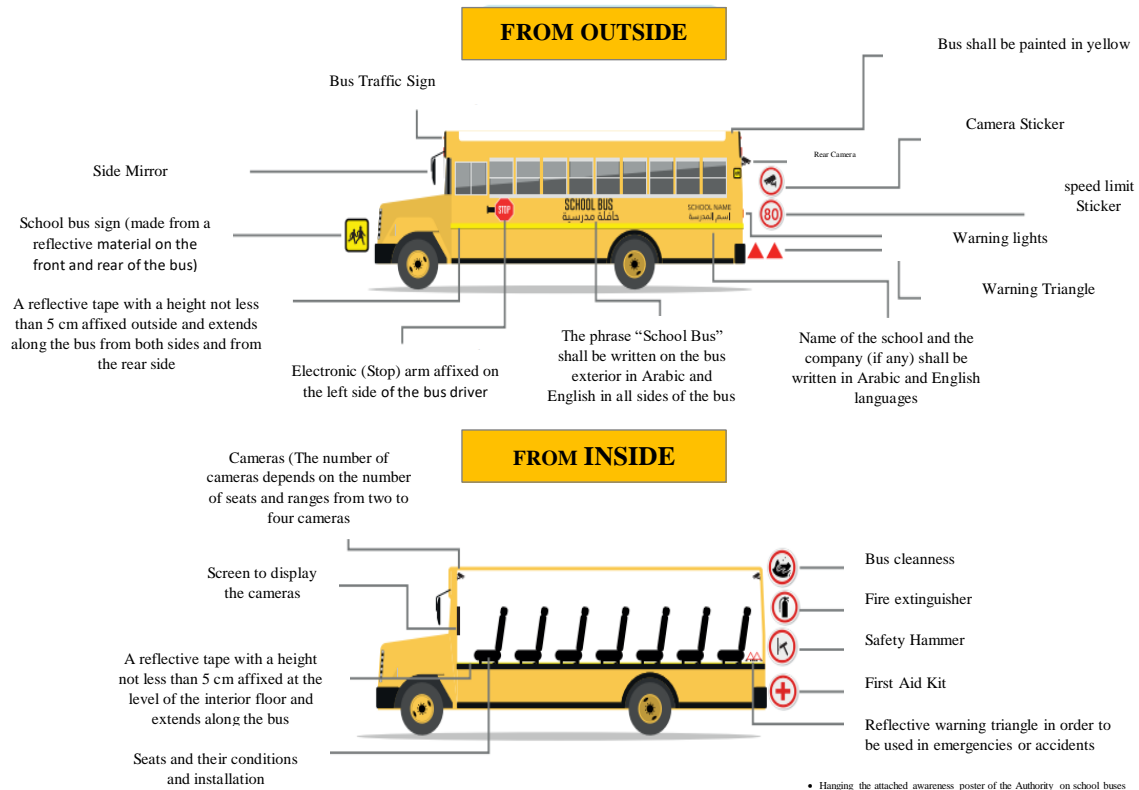 FROM OUTSIDE
Bus shall be painted in yellow
Bus Traffic Sign
Camera Sticker
Rear Camera
Side Mirror
speed limit
Sticker
School bus sign (made from a
reflective material on the
front and rear of the bus)
STOP
SCHOOL BUS
حافلة مدرسية
SCHOOL NAME
اسم المدرسة
80
Warning lights
Warning Triangle
A reflective tape with a height not less
than 5 cm affixed outside and extends
along the bus from both sides and from
the rear side
Electronic (Stop) arm affixed on
the left side of the bus driver
The phrase “School Bus”
shall be written on the bus
exterior in Arabic and
English in all sides of the bus
Name of the school and the
company (if any) shall be
written in Arabic and English
languages
FROM INSIDE
Cameras (The number of
cameras depends on the number
of seats and ranges from two to
four cameras
Screen to display
the cameras
A reflective tape with a height
not less than 5 cm affixed at the
level of the interior floor and
extends along the bus
Seats and their conditions
and installation
Bus cleanness
Fire extinguisher
Safety Hammer
First Aid Kit
Reflective warning triangle in order to
be used in emergencies or accidents
• Hanging the attached awareness poster of the Authority on school buses